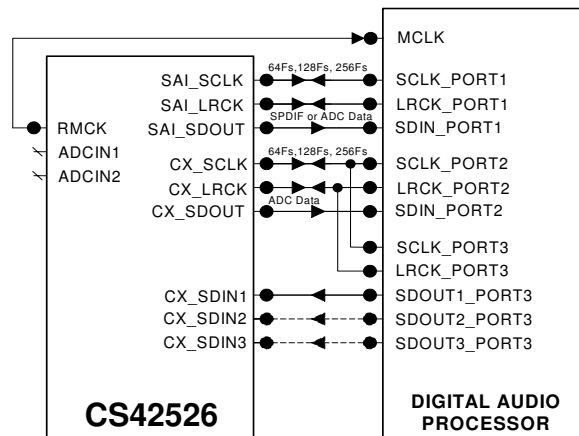 MCLK
64Fs,128Fs, 256Fs
SAI_SCLK SCLK_PORT1
SAI_LRCK LRCK_PORT1
SPDIF or ADC Data
RMCK SAI_SDOUT SDIN_PORT1
ADCIN1
64Fs,128Fs, 256Fs
CX_SCLK SCLK_PORT2
ADCIN2
CX_LRCK LRCK_PORT2
ADC Data
CX_SDOUT SDIN_PORT2
SCLK_PORT3
LRCK_PORT3
CX_SDIN1 SDOUT1_PORT3
CX_SDIN2 SDOUT2_PORT3
CX_SDIN3 SDOUT3_PORT3
CS42526
DIGITAL AUDIO
PROCESSOR